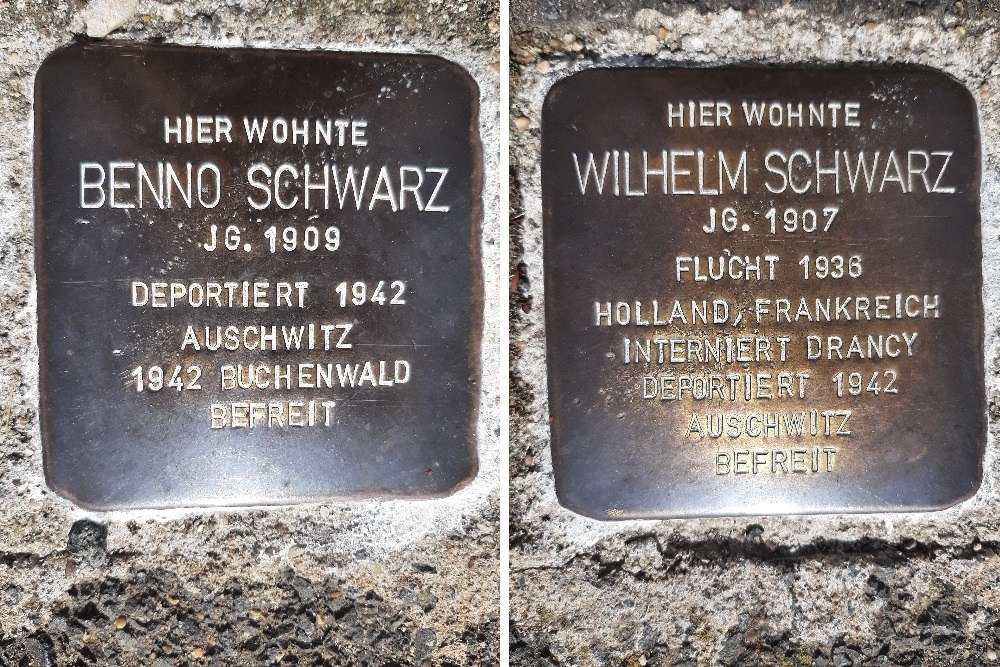 HIER WOHNTE
BENNO SCHWARZ
JG. 1909
DEPORTIERT 1942
AUSCHWITZ
1942 BUCHENWALD
BEFREIT
HIER WOHNTE
WILHELM SCHWARZ
JG. 1907
FLUCHT 1936
HOLLAND, FRANKREICH
INTERNIERT DRANCY
DEPORTIERT 1942
AUSCHWITZ
BEFREIT